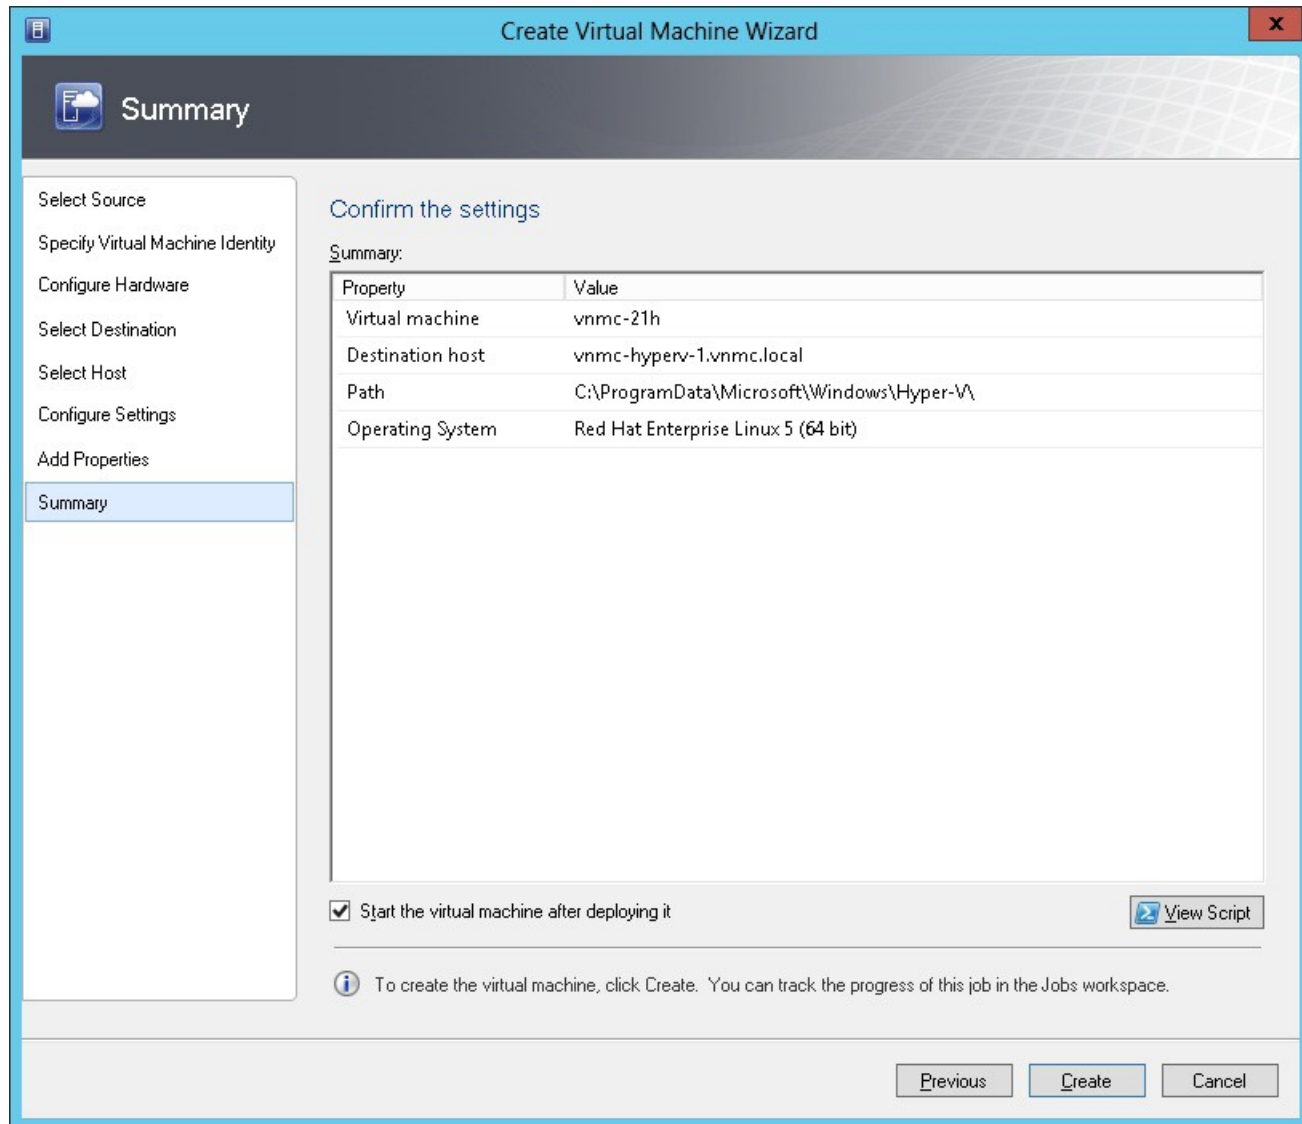 Create Virtual Machine Wizard
X
Summary
Select Source
Specify Virtual Machine Identity
Configure Hardware
Select Destination
Select Host
Configure Settings
Add Properties
Summary
Confirm the settings
Summary:
Property Value
Virtual machine vnmc-21h
Destination host vnmc-hyperv-1.vnmc.local
Path C:\ProgramData\Microsoft\Windows\Hyper-V\
Operating System Red Hat Enterprise Linux 5 (64 bit)
Start the virtual machine after deploying it
View Script
To create the virtual machine, click Create. You can track the progress of this job in the Jobs workspace.
Previous Create Cancel